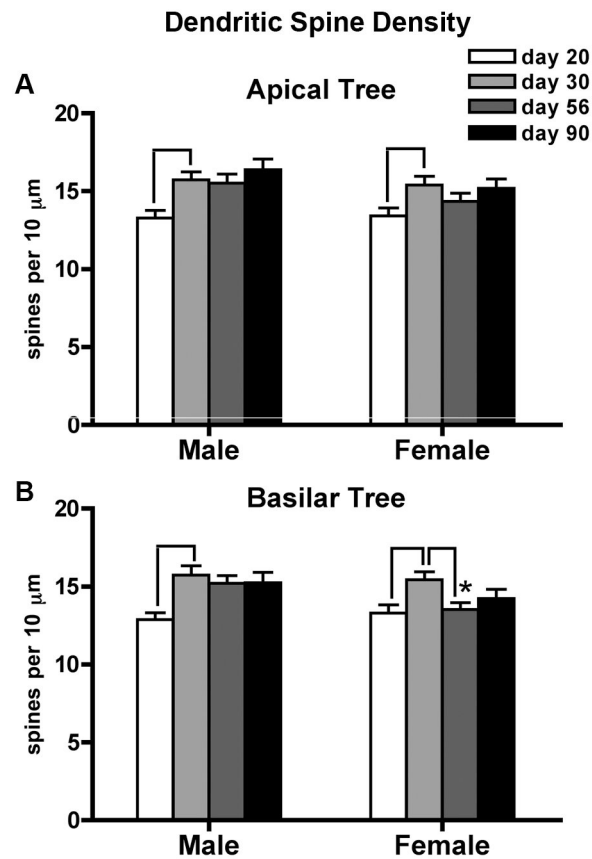 Dendritic Spine Density
day 20
day 30
day 56
day 90
A
Apical Tree
20
15
10
5
0
spines per 10 μm
Male Female
B
Basilar Tree
20
15
10
5
0
spines per 10 μm
*
Male Female